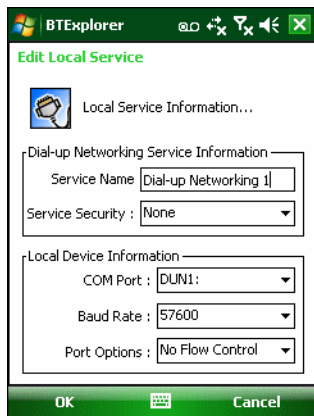 BTExplorer
Edit Local Service
Local Service Information...
Dial-up Networking Service Information
Service Name Dial-up Networking 1
Service Security : None
Local Device Information
COM Port : DUN1:
Baud Rate : 57600
Port Options : No Flow Control
OK Cancel